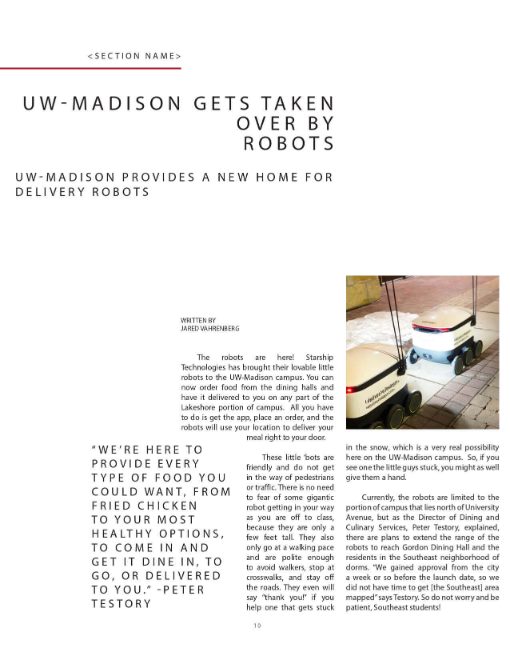 <SECTION NAME>
UW-MADISON GETS TAKEN
OVER BY
ROBOTS
UW-MADISON PROVIDES A NEW HOME FOR
DELIVERY ROBOTS
WRITTEN BY
JARED VAHRENBERG
The robots are here! Starship
Technologies has brought their lovable little
robots to the UW-Madison campus. You can
now order food from the dining halls and
have it delivered to you on any part of the
Lakeshore portion of campus. All you have
to do is get the app, place an order, and the
robots will use your location to deliver your
meal right to your door.
"WE'RE HERE TO
PROVIDE EVERY
TYPE OF FOOD YOU
COULD WANT, FROM
FRIED CHICKEN
TO YOUR MOST
HEALTHY OPTIONS,
TO COME IN AND
GET IT DINE IN, TO
GO, OR DELIVERED
TO YOU." -PETER
TESTORY
These little 'bots are
friendly and do not get
in the way of pedestrians
or traffic. There is no need
to fear of some gigantic
robot getting in your way
as you are off to class,
because they are only a
few feet tall. They also
only go at a walking pace
and are polite enough
to avoid walkers, stop at
crosswalks, and stay off
the roads. They even will
say "thank you!" if you
help one that gets stuck
in the snow, which is a very real possibility
here on the UW-Madison campus. So, if you
see one the little guys stuck, you might as well
give them a hand.
Currently, the robots are limited to the
portion of campus that lies north of University
Avenue, but as the Director of Dining and
Culinary Services, Peter Testory, explained,
there are plans to extend the range of the
robots to reach Gordon Dining Hall and the
residents in the Southeast neighborhood of
dorms. "We gained approval from the city
a week or so before the launch date, so we
did not have time to get [the Southeast] area
mapped" says Testory. So do not worry and be
patient, Southeast students!
10